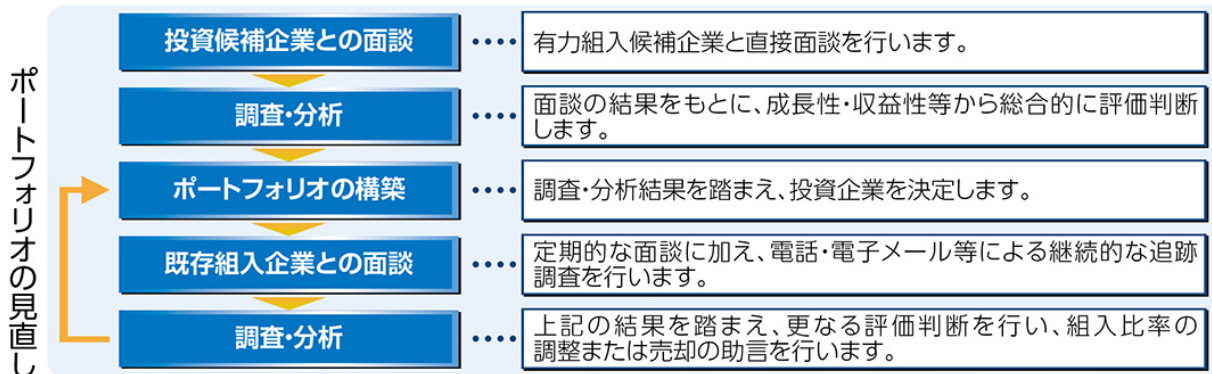 ポートフォリオの見直し
投資候補企業との面談
有力組入候補企業と直接面談を行います。
調査・分析
面談の結果をもとに、成長性・収益性等から総合的に評価判断
します。
ポートフォリオの構築
調査・分析結果を踏まえ、投資企業を決定します。
既存組入企業との面談
定期的な面談に加え、電話・電子メール等による継続的な追跡
調査を行います。
調査・分析
上記の結果を踏まえ、更なる評価判断を行い、組入比率の
調整または売却の助言を行います。